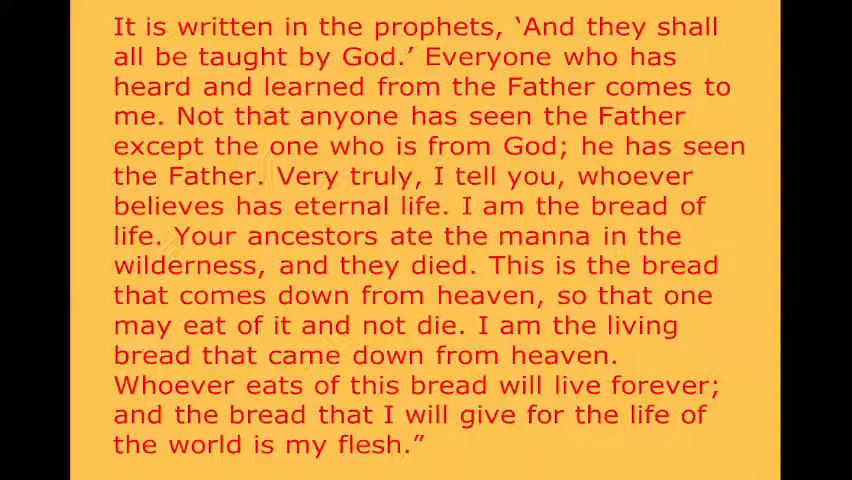 It is written in the prophets, ‘And they shall
all be taught by God.’ Everyone who has
heard and learned from the Father comes to
me. Not that anyone has seen the Father
except the one who is from God; he has seen
the Father. Very truly, I tell you, whoever
believes has eternal life. I am the bread of
life. Your ancestors ate the manna in the
wilderness, and they died. This is the bread
that comes down from heaven, so that one
may eat of it and not die. I am the living
bread that came down from heaven.
Whoever eats of this bread will live forever;
and the bread that I will give for the life of
the world is my flesh.”